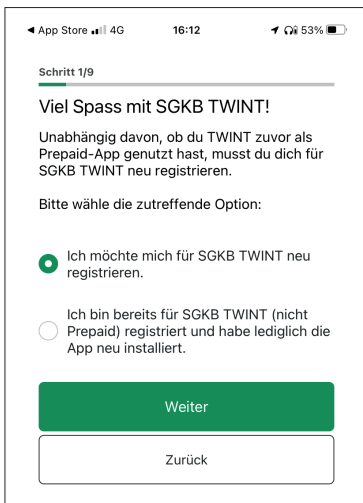 App Store 4G 16:12 53%
Schritt 1/9
Viel Spass mit SGKB TWINT!
Unabhängig davon, ob du TWINT zuvor als
Prepaid-App genutzt hast, musst du dich für
SGKB TWINT neu registrieren.
Bitte wähle die zutreffende Option:
Ich möchte mich für SGKB TWINT neu
registrieren.
Ich bin bereits für SGKB TWINT (nicht
Prepaid) registriert und habe lediglich die
App neu installiert.
Weiter
Zurück